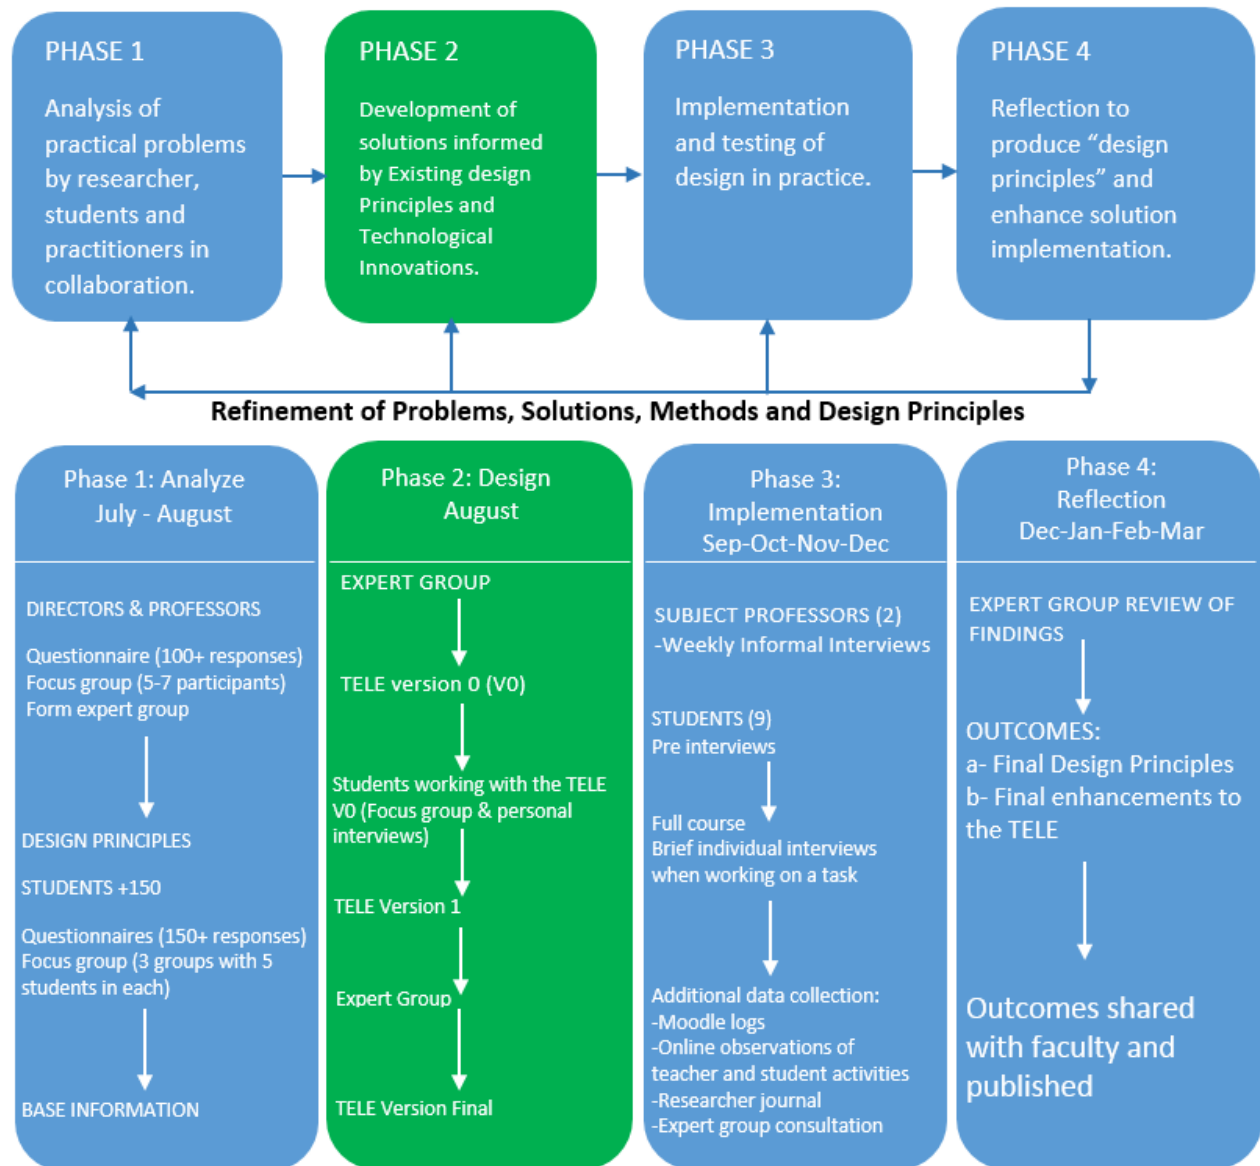 PHASE 1
Analysis of
practical problems
by researcher,
students and
practitioners in
collaboration.
PHASE 2
Development of
solutions informed
by Existing design
Principles and
Technological
Innovations.
PHASE 3
Implementation
and testing of
design in practice.
PHASE 4
Reflection to
produce “design
principles” and
enhance solution
implementation.
Refinement of Problems, Solutions, Methods and Design Principles
Phase 1: Analyze
July - August
DIRECTORS & PROFESSORS
Questionnaire (100+ responses)
Focus group (5-7 participants)
Form expert group
DESIGN PRINCIPLES
STUDENTS +150
Questionnaires (150+ responses)
Focus group (3 groups with 5
students in each)
BASE INFORMATION
Phase 2: Design
August
EXPERT GROUP
TELE version 0 (V0)
Students working with the TELE
V0 (Focus group & personal
interviews)
TELE Version 1
Expert Group
TELE Version Final
Phase 3:
Implementation
Sep-Oct-Nov-Dec
SUBJECT PROFESSORS (2)
-Weekly Informal Interviews
STUDENTS (9)
Pre interviews
Full course
Brief individual interviews
when working on a task
Additional data collection:
-Moodle logs
-Online observations of
teacher and student activities
-Researcher journal
-Expert group consultation
Phase 4:
Reflection
Dec-Jan-Feb-Mar
EXPERT GROUP REVIEW OF
FINDINGS
OUTCOMES:
a- Final Design Principles
b- Final enhancements to
the TELE
Outcomes shared
with faculty and
published